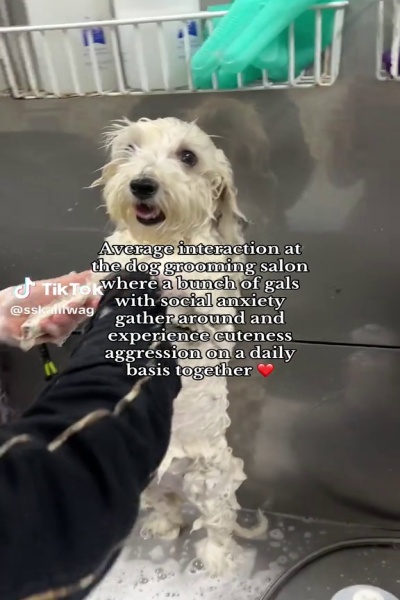 Average interaction at
the dog grooming salon
where a bunch of gals
with social anxiety
gather around and
experience cuteness
aggression on a daily
basis together ❤️
TikTok